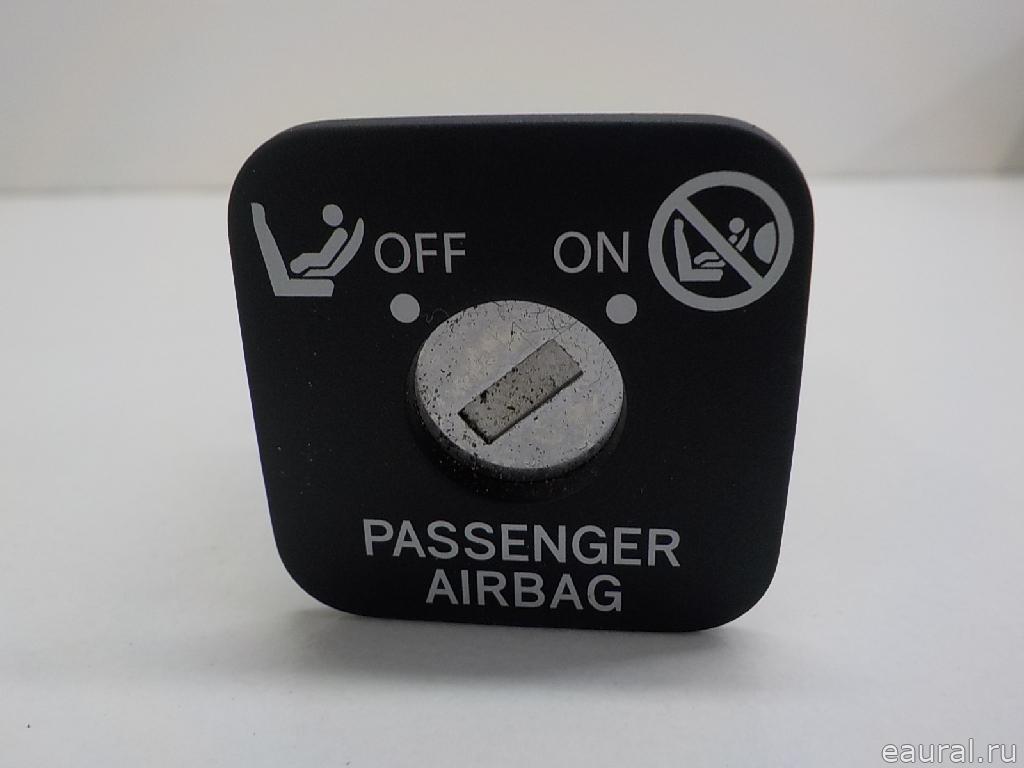 OFF ON
PASSENGER
AIRBAG
eaural.ru